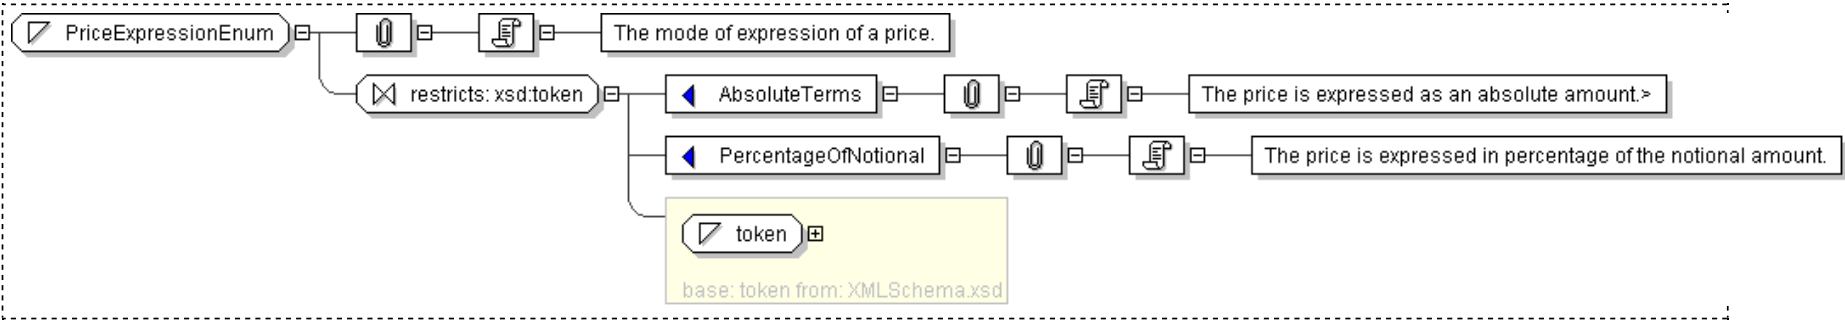 PriceExpressionEnum The mode of expression of a price.
restricts: xsd:token AbsoluteTerms The price is expressed as an absolute amount.>
PercentageOfNotional The price is expressed in percentage of the notional amount.
token
base: token from: XMLSchema.xsd